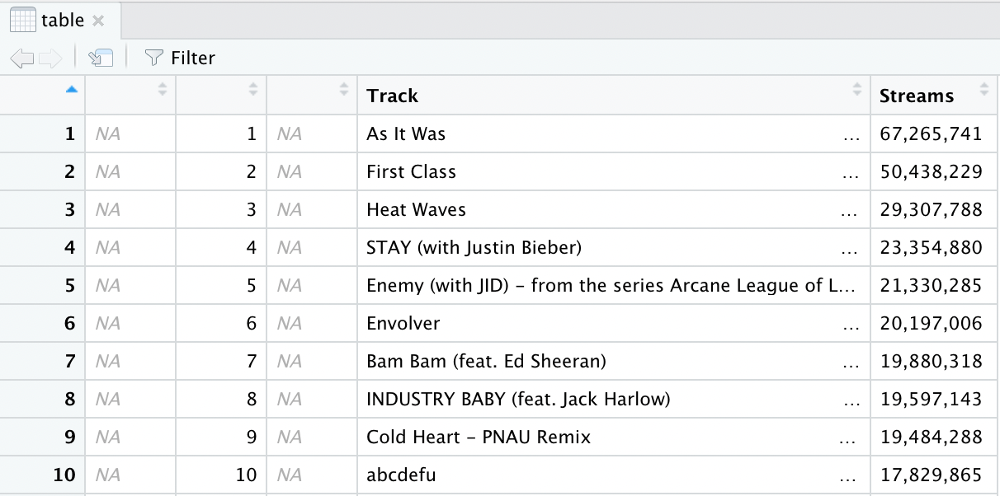 table
Filter
Track Streams
1 NA 1 NA As It Was ... 67,265,741
2 NA 2 NA First Class ... 50,438,229
3 NA 3 NA Heat Waves ... 29,307,788
4 NA 4 NA STAY (with Justin Bieber) ... 23,354,880
5 NA 5 NA Enemy (with JID) – from the series Arcane League of L... 21,330,285
6 NA 6 NA Envolver ... 20,197,006
7 NA 7 NA Bam Bam (feat. Ed Sheeran) ... 19,880,318
8 NA 8 NA INDUSTRY BABY (feat. Jack Harlow) ... 19,597,143
9 NA 9 NA Cold Heart – PNAU Remix ... 19,484,288
10 NA 10 NA abcdefu ... 17,829,865